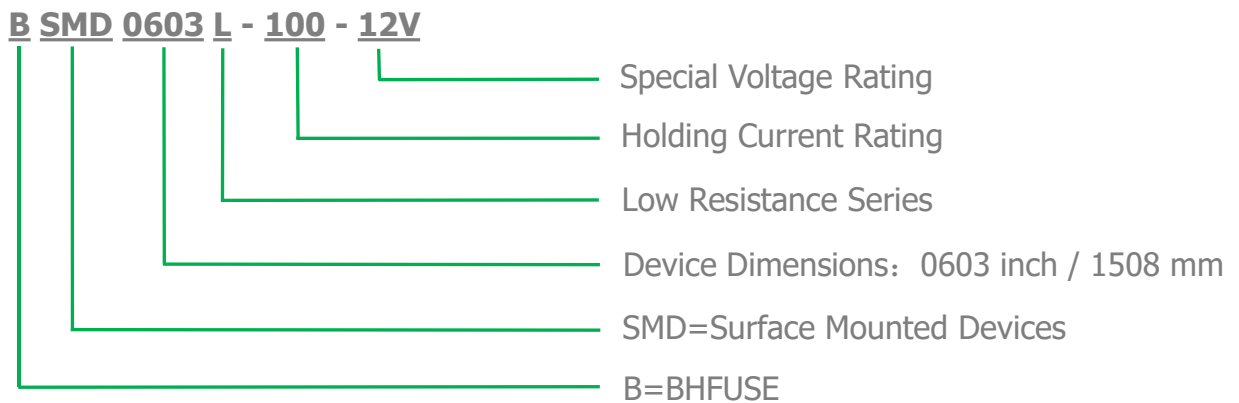 B SMD 0603 L - 100 - 12V
Special Voltage Rating
Holding Current Rating
Low Resistance Series
Device Dimensions：0603 inch / 1508 mm
SMD=Surface Mounted Devices
B=BHFUSE